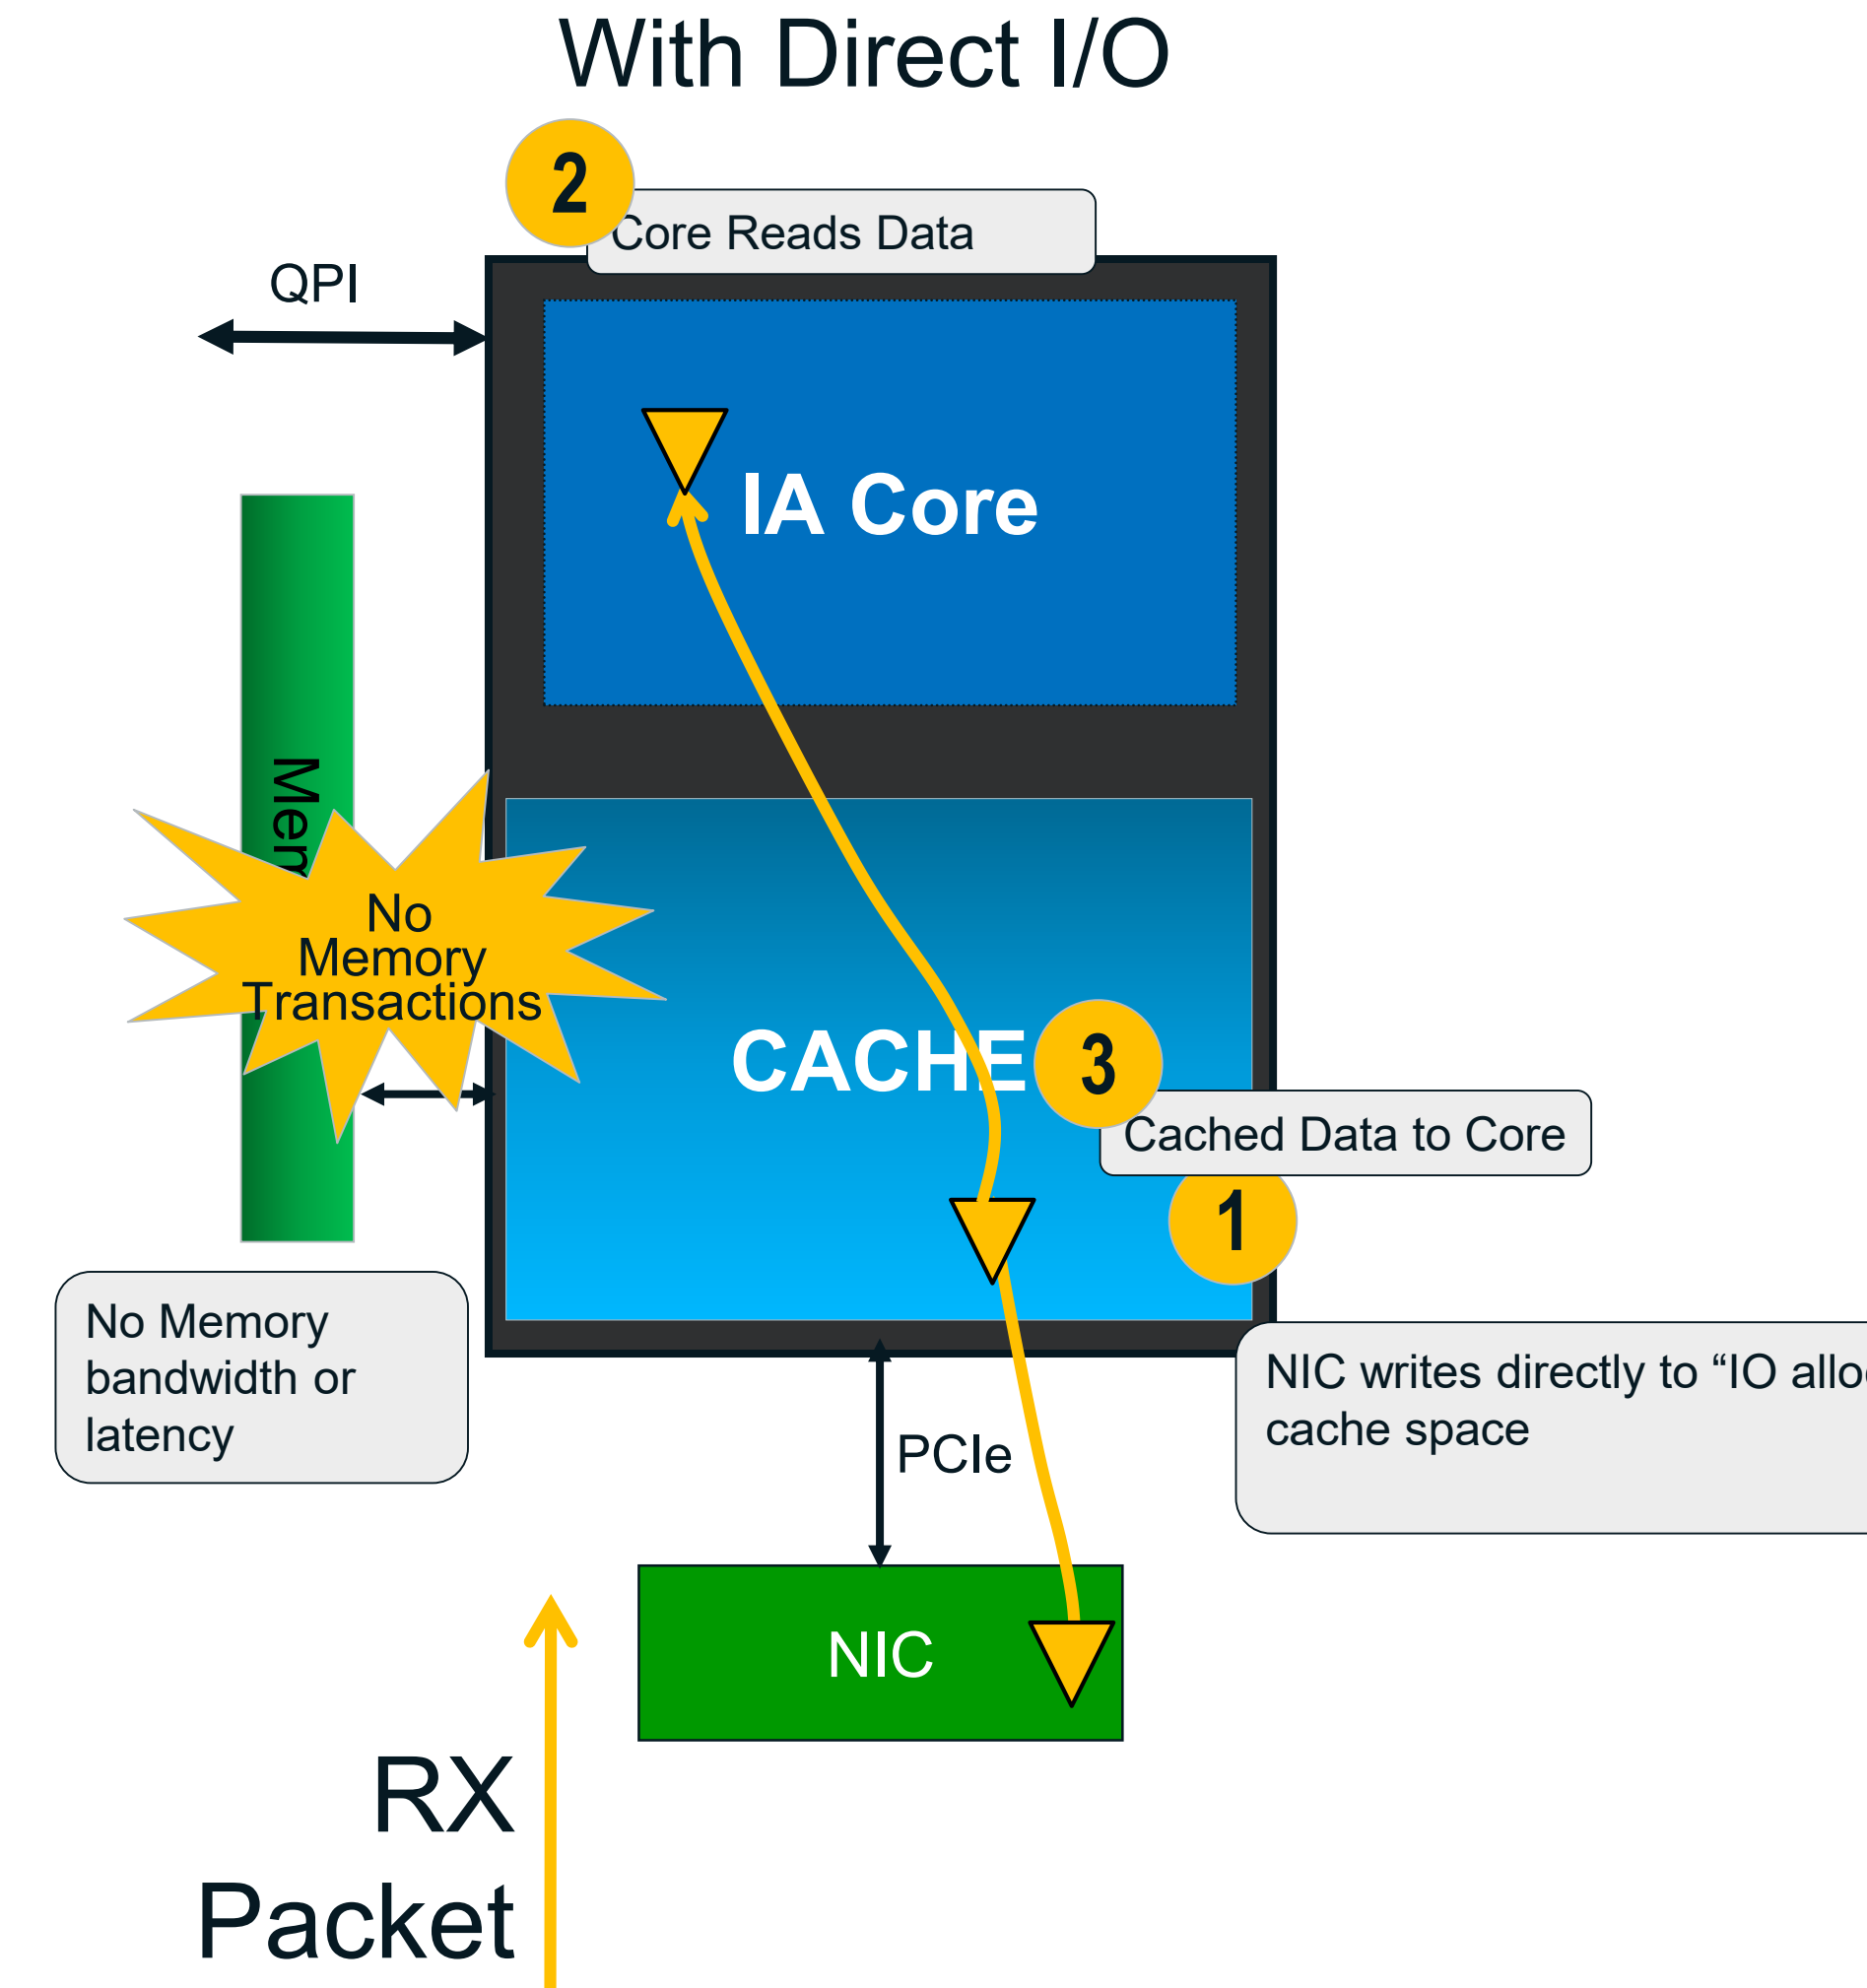 With Direct I/O
2
Core Reads Data
QPI
IA Core
No
Memory
Transactions
CACHE
3
Cached Data to Core
1
No Memory
bandwidth or
latency
NIC writes directly to “IO
cache space
PCIe
NIC
RX
Packet